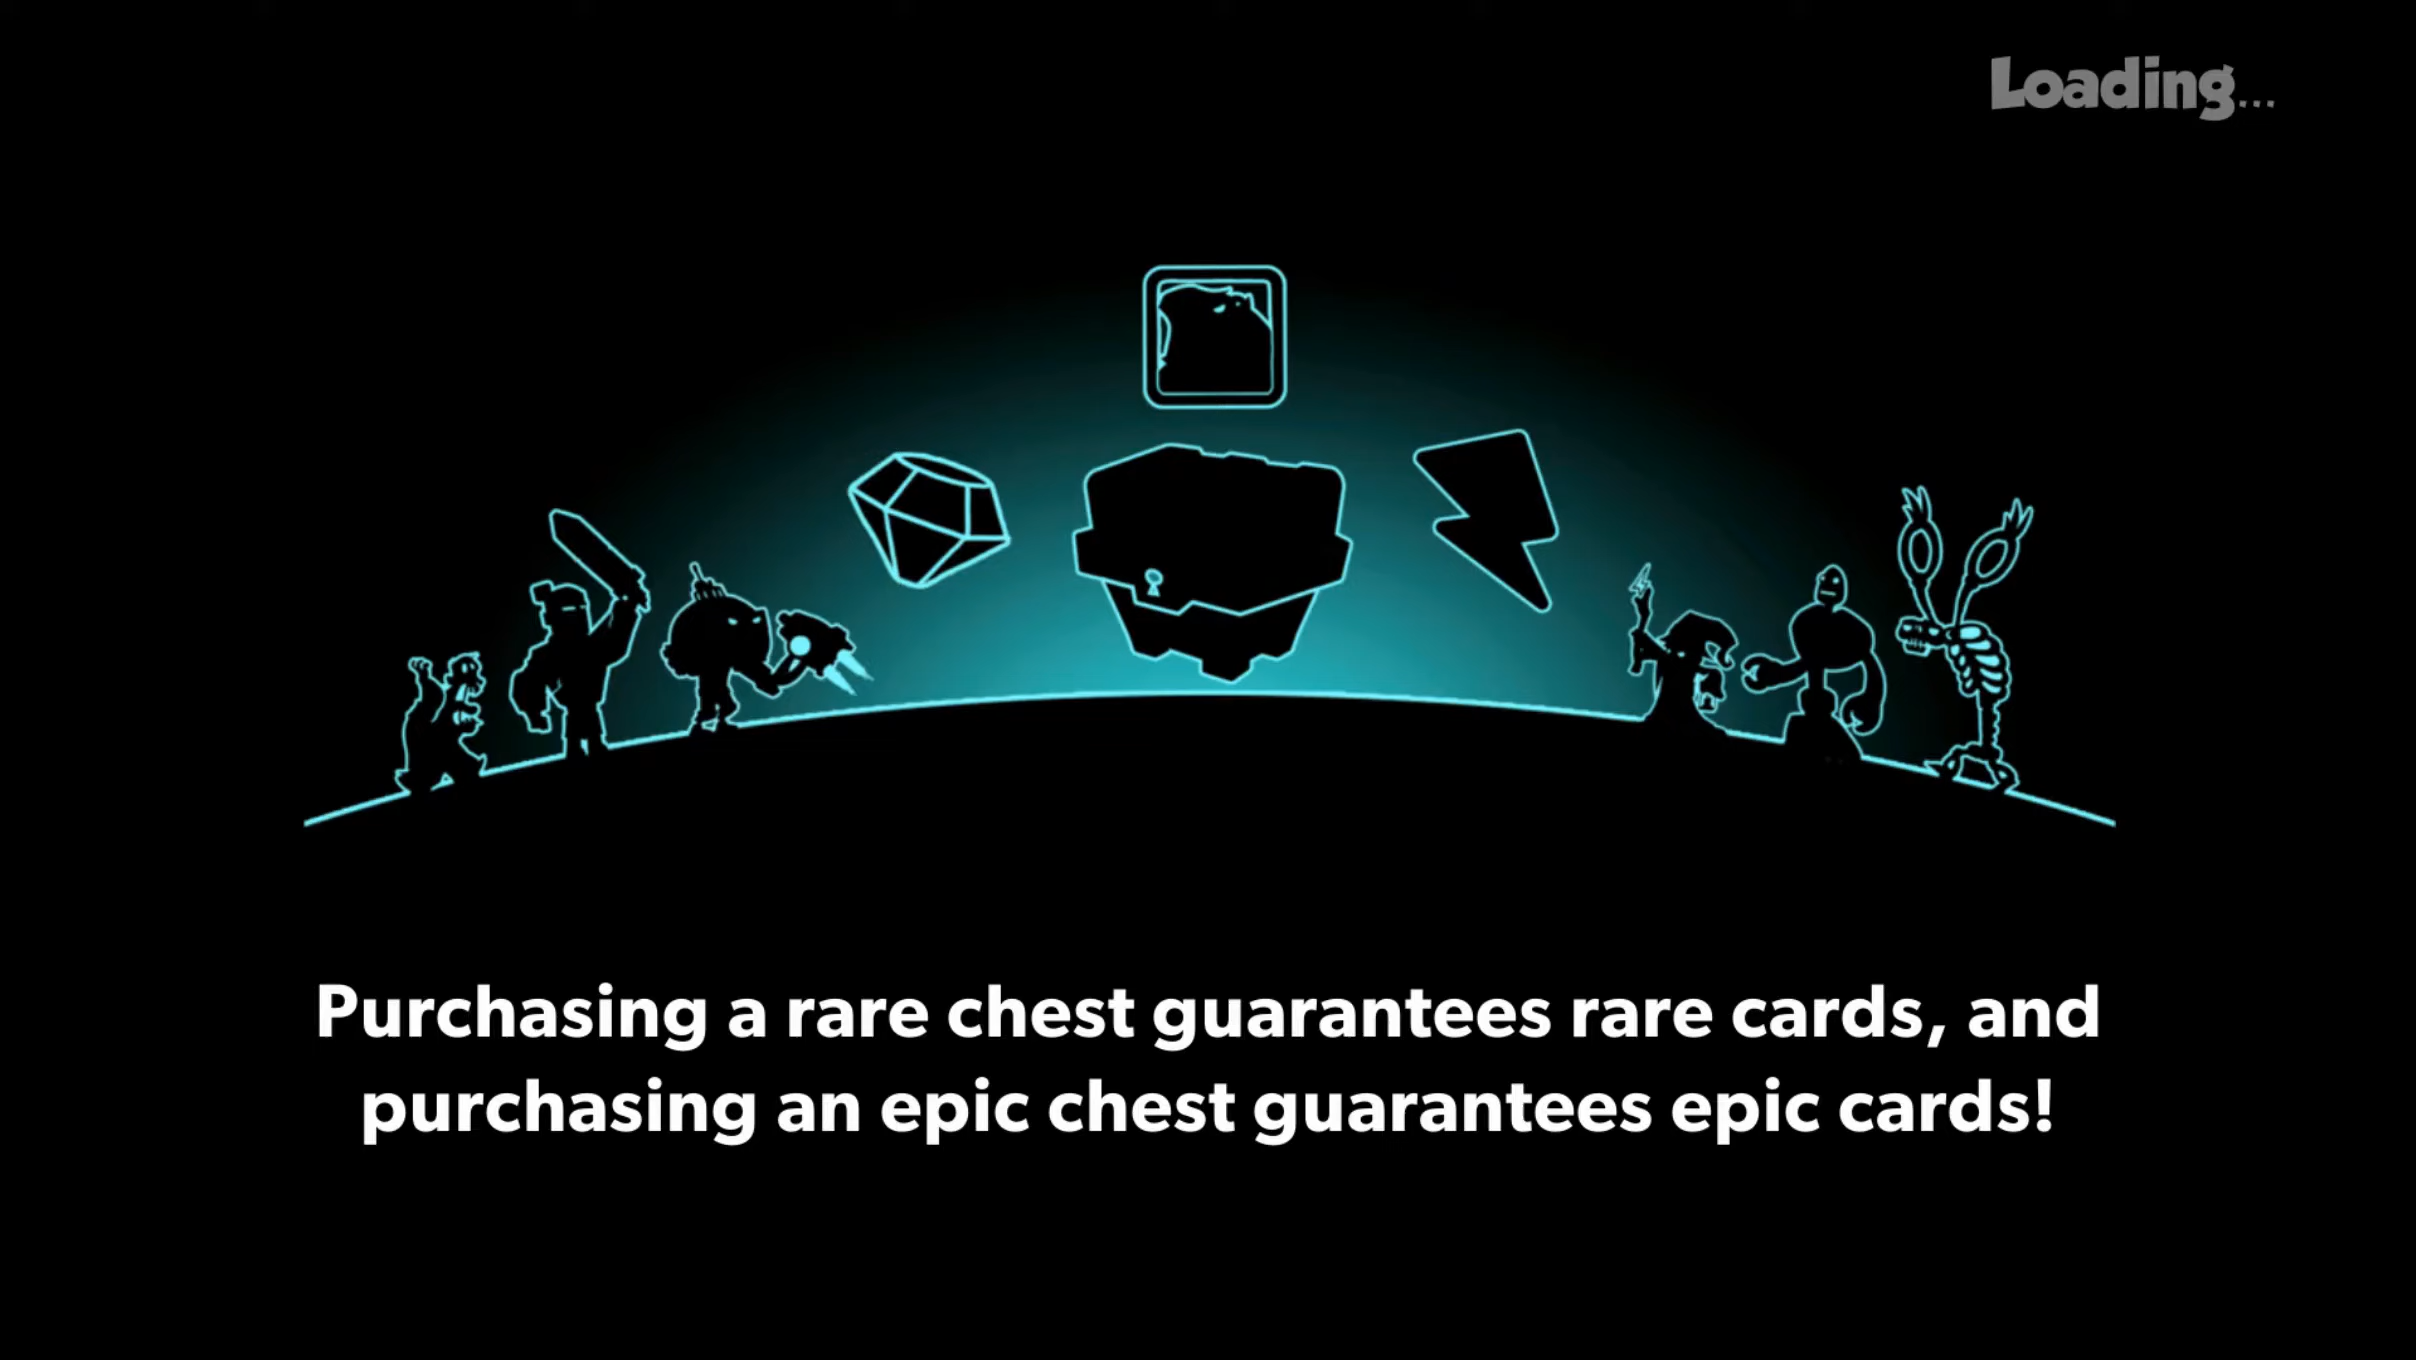 Loading...
Purchasing a rare chest guarantees rare cards, and
purchasing an epic chest guarantees epic cards!